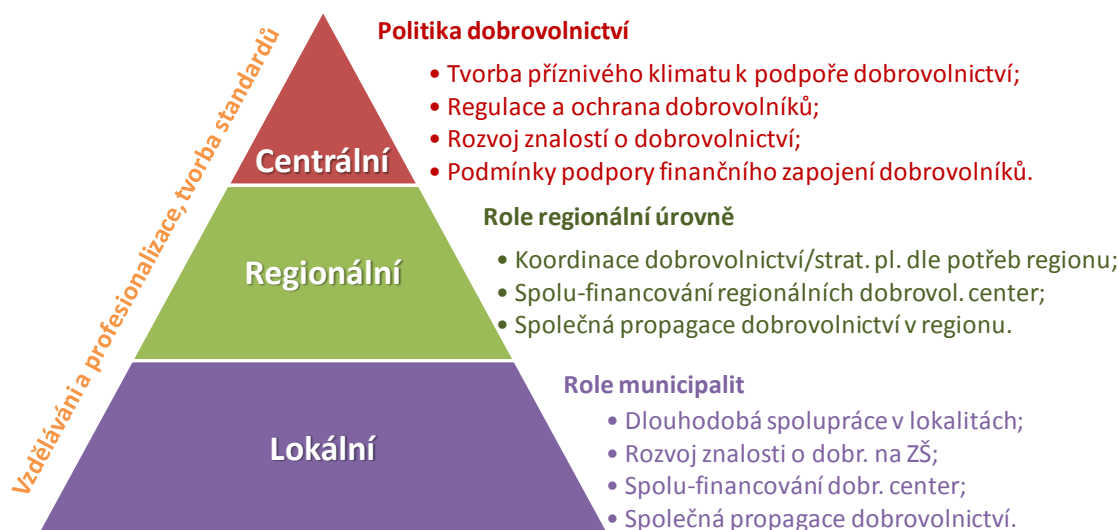 Vzdělávání a profesionalizace, tvorba standardů
Politika dobrovolnictví
• Tvorba příznivého klimatu k podpoře dobrovolnictví;
• Regulace a ochrana dobrovolníků;
• Rozvoj znalostí o dobrovolnictví;
• Podmínky podpory finančního zapojení dobrovolníků.
Centrální
Role regionální úrovně
• Koordinace dobrovolnictví/strat. pl. dle potřeb regionu;
• Spolu-financování regionálních dobrovol. center;
• Společná propagace dobrovolnictví v regionu.
Regionální
Role municipalit
• Dlouhodobá spolupráce v lokalitách;
• Rozvoj znalosti o dobr. na ZŠ;
• Spolu-financování dobr. center;
• Společná propagace dobrovolnictví.
Lokální